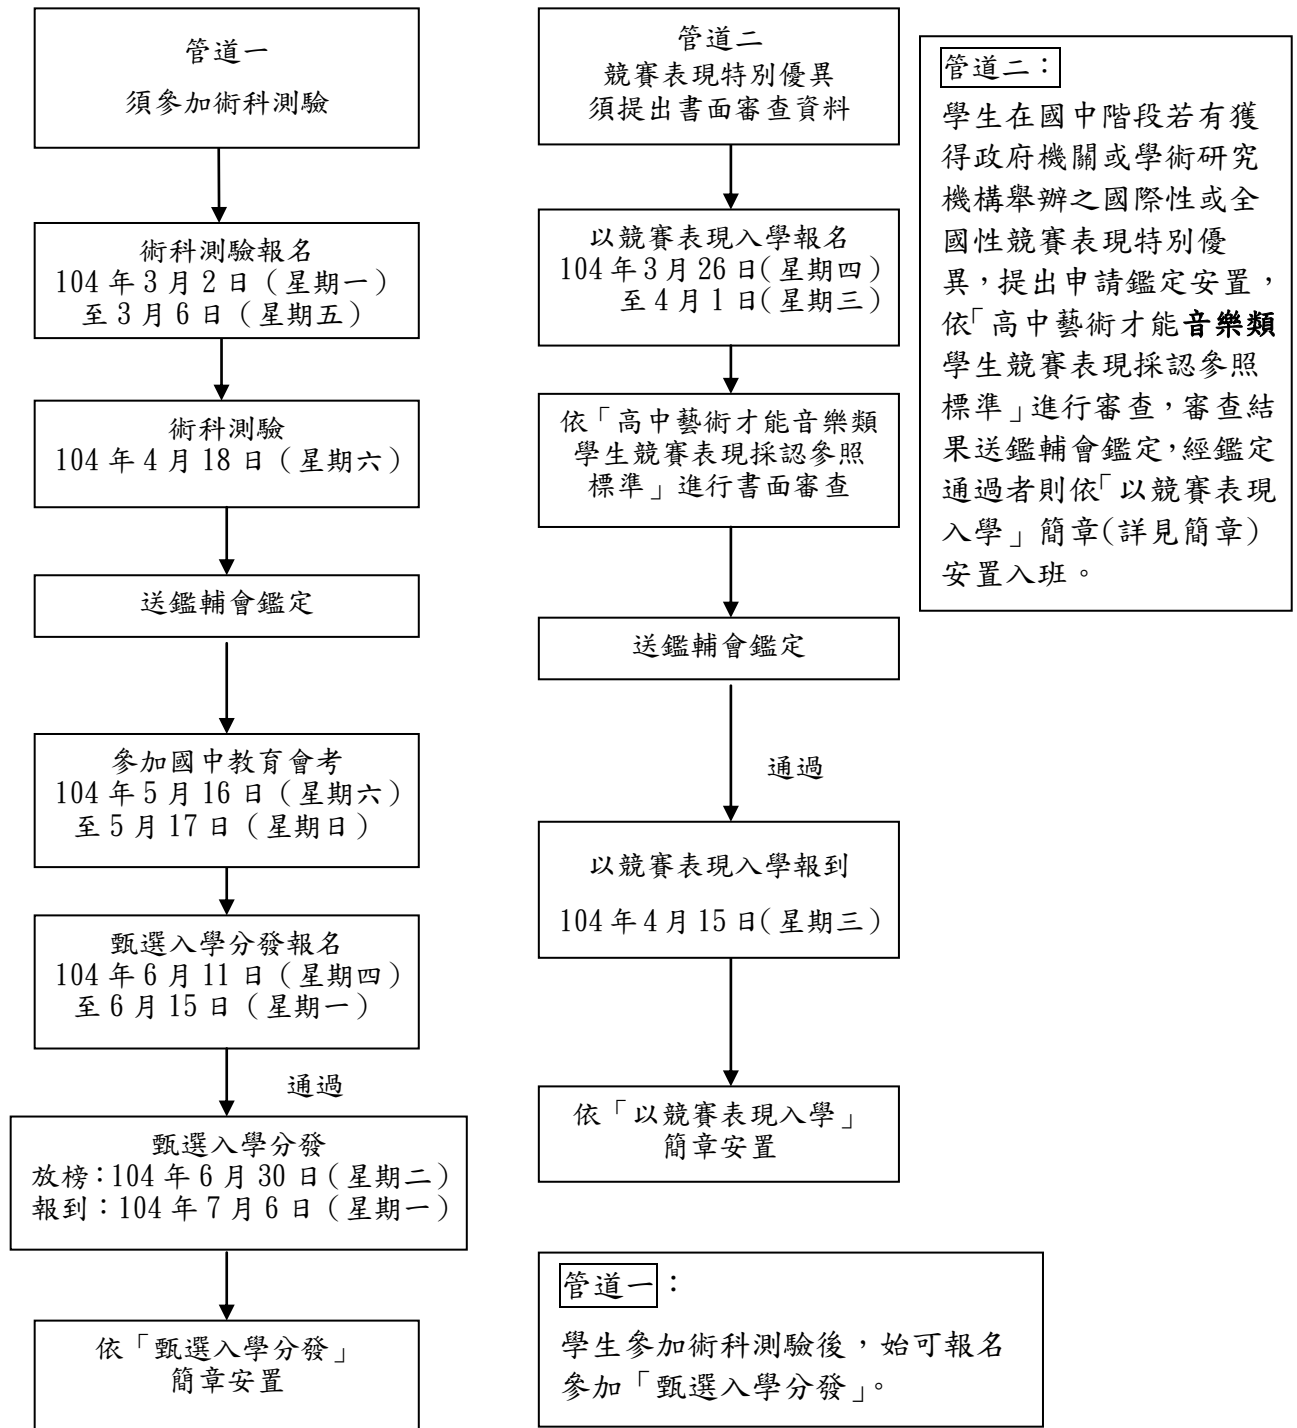 管道一
須參加術科測驗
術科測驗報名
104 年 3 月 2 日（星期一）
至 3 月 6 日（星期五）
術科測驗
104 年 4 月 18 日（星期六）
送鑑輔會鑑定
參加國中教育會考
104 年 5 月 16 日（星期六）
至 5 月 17 日（星期日）
甄選入學分發報名
104 年 6 月 11 日（星期四）
至 6 月 15 日（星期一）
通過
甄選入學分發
放榜：104 年 6 月 30 日（星期二）
報到：104 年 7 月 6 日（星期一）
依「甄選入學分發」
簡章安置
管道二
競賽表現特別優異
須提出書面審查資料
以競賽表現入學報名
104 年 3 月 26 日(星期四)
至 4 月 1 日(星期三)
依「高中藝術才能音樂類
學生競賽表現採認參照
標準」進行書面審查
送鑑輔會鑑定
通過
以競賽表現入學報到
104 年 4 月 15 日(星期三)
依「以競賽表現入學」
簡章安置
管道二：
學生在國中階段若有獲
得政府機關或學術研究
機構舉辦之國際性或全
國性競賽表現特別優
異，提出申請鑑定安置，
依「高中藝術才能音樂類
學生競賽表現採認參照
標準」進行審查，審查結
果送鑑輔會鑑定，經鑑定
通過者則依「以競賽表現
入學」簡章(詳見簡章)
安置入班。
管道一：
學生參加術科測驗後，始可報名
參加「甄選入學分發」。